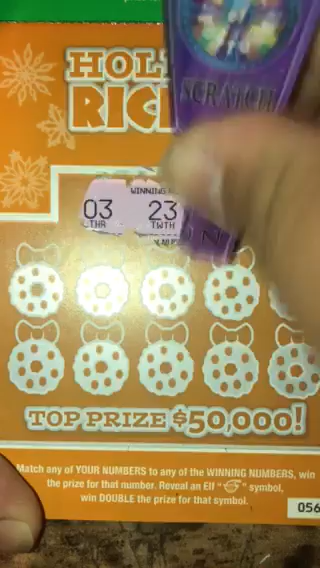 HOL
RIC
SCRATCH
WINNING
03 23
THR TWTH
TOP PRIZE $50,000!
Match any of YOUR NUMBERS to any of the WINNING NUMBERS, win
the prize for that number. Reveal an Elf " " symbol,
win DOUBLE the prize for that symbol.
056